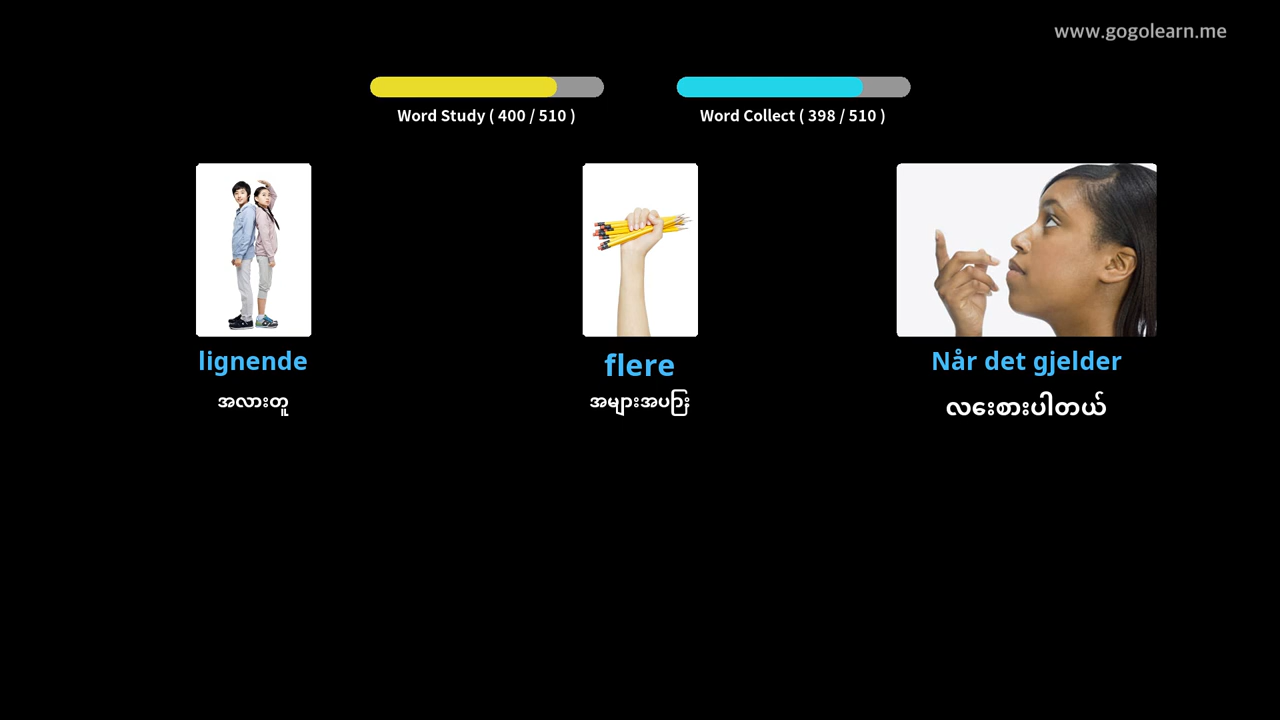 www.gogolearn.me
Word Study ( 400 / 510 )
Word Collect ( 398 / 510 )
lignende
flere
Når det gjelder
အလားတူ
အများအပြား
လေးစားပါတယ်